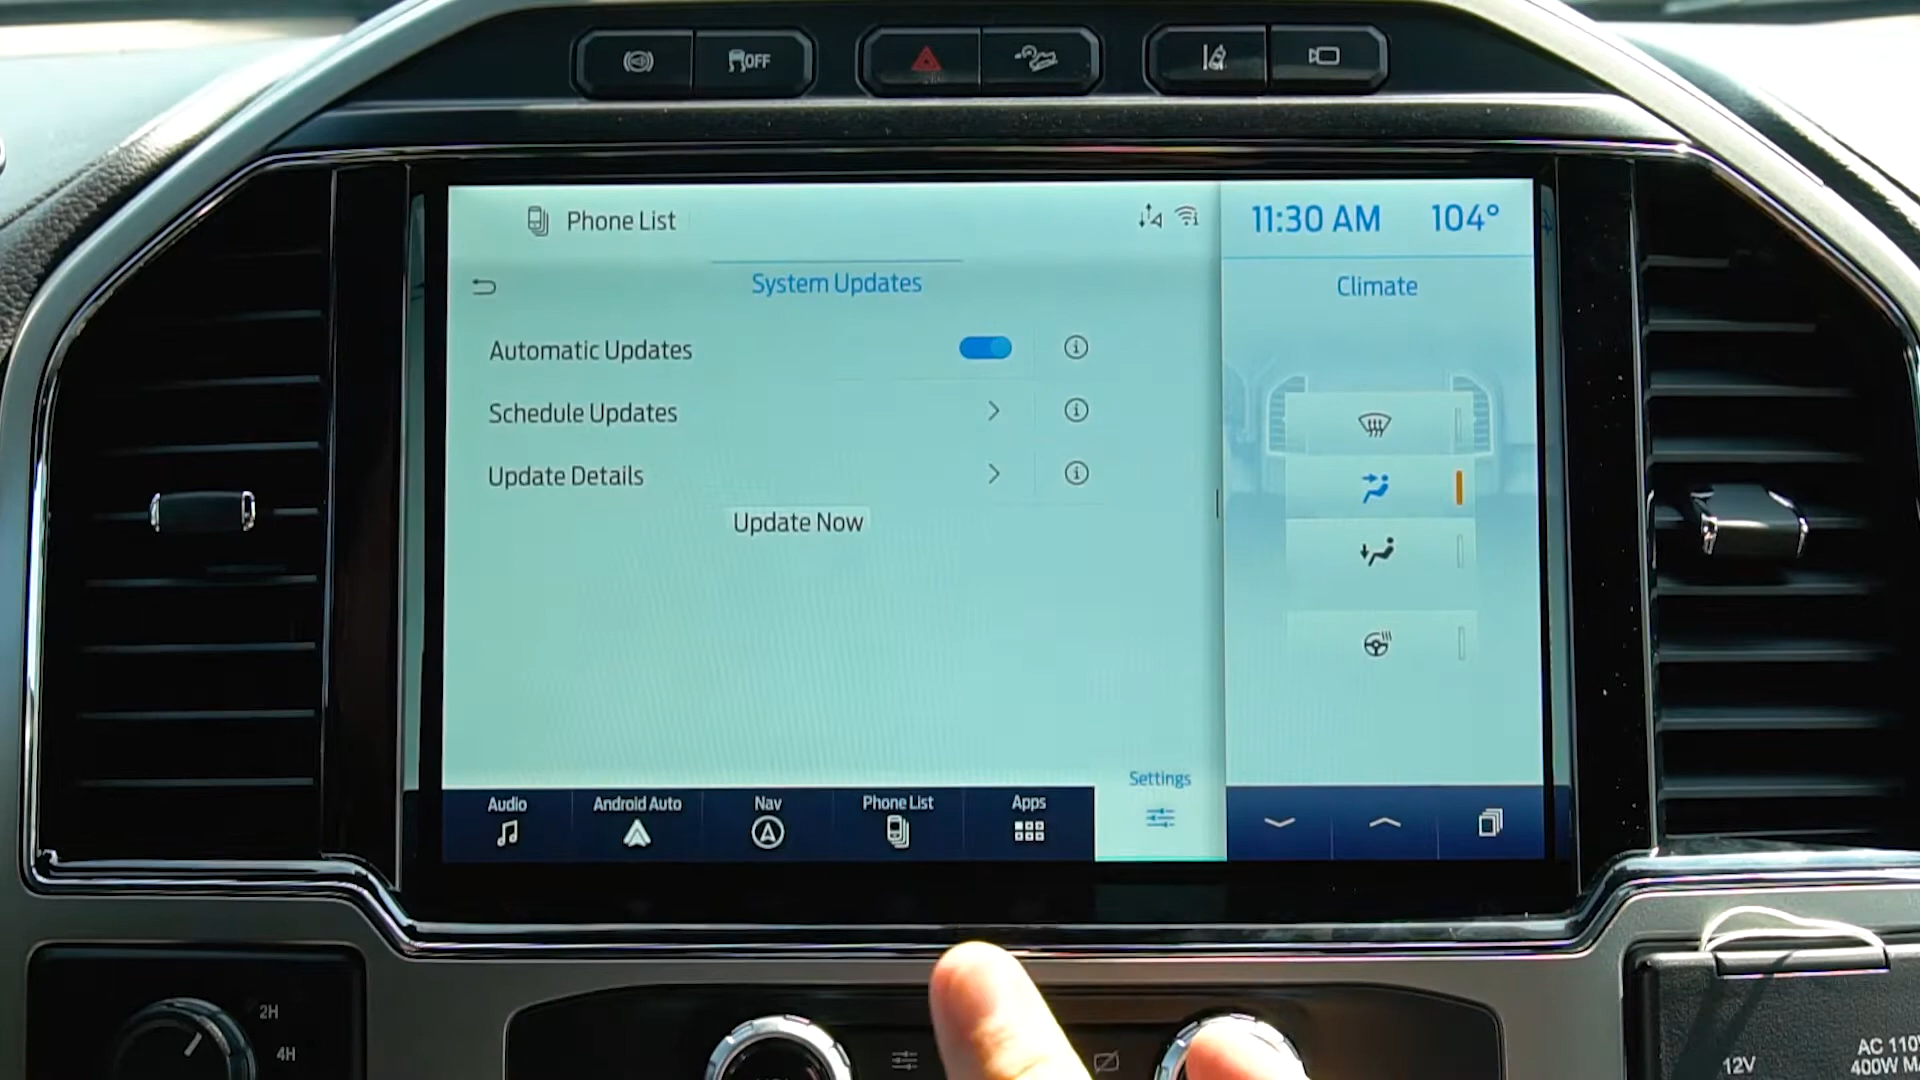 OFF
Phone List
11:30 AM 104°
System Updates
Climate
Automatic Updates
Schedule Updates
Update Details
Update Now
Settings
Audio
Android Auto
Nav
Phone List
Apps
2H
4H
12V
AC 110V
400W